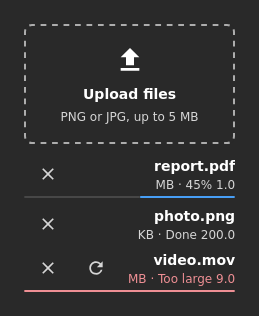 Upload files
PNG or JPG, up to 5 MB
report.pdf
MB · 45% 1.0
photo.png
KB · Done 200.0
video.mov
MB · Too large 9.0